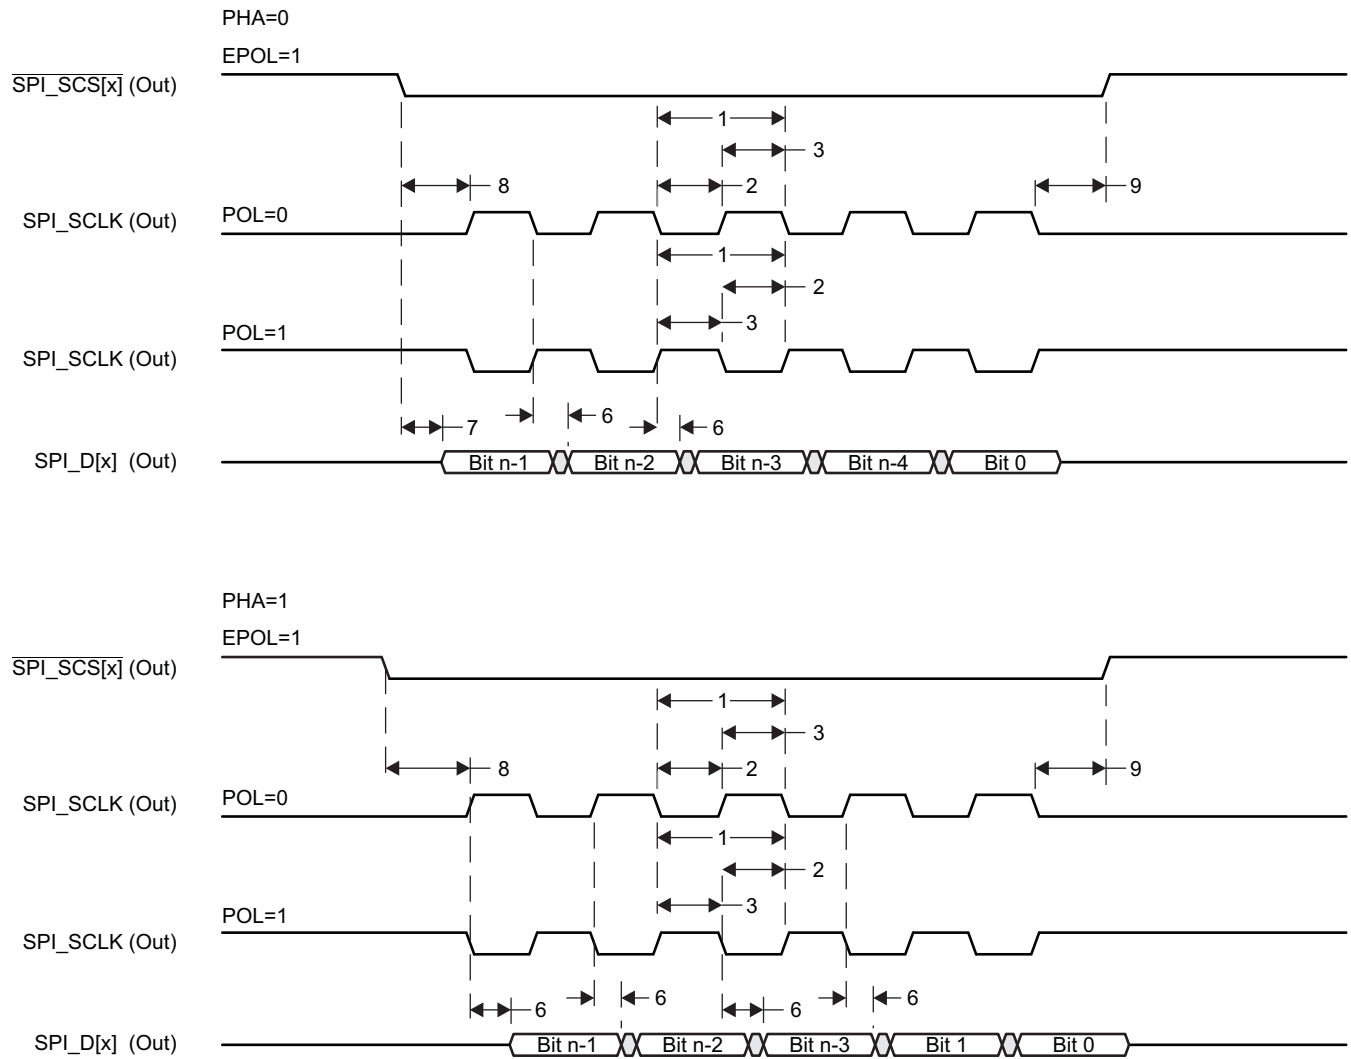 PHA=0
EPOL=1
SPI_SCS[x] (Out)
1
3
8
2
9
SPI_SCLK (Out)
POL=0
1
2
3
POL=1
SPI_SCLK (Out)
6
7
6
SPI_D[x] (Out)
Bit n-1
Bit n-2
Bit n-3
Bit n-4
Bit 0
PHA=1
EPOL=1
SPI_SCS[x] (Out)
1
3
8
2
9
SPI_SCLK (Out)
POL=0
1
2
3
POL=1
SPI_SCLK (Out)
6
6
6
6
SPI_D[x] (Out)
Bit n-1
Bit n-2
Bit n-3
Bit 1
Bit 0